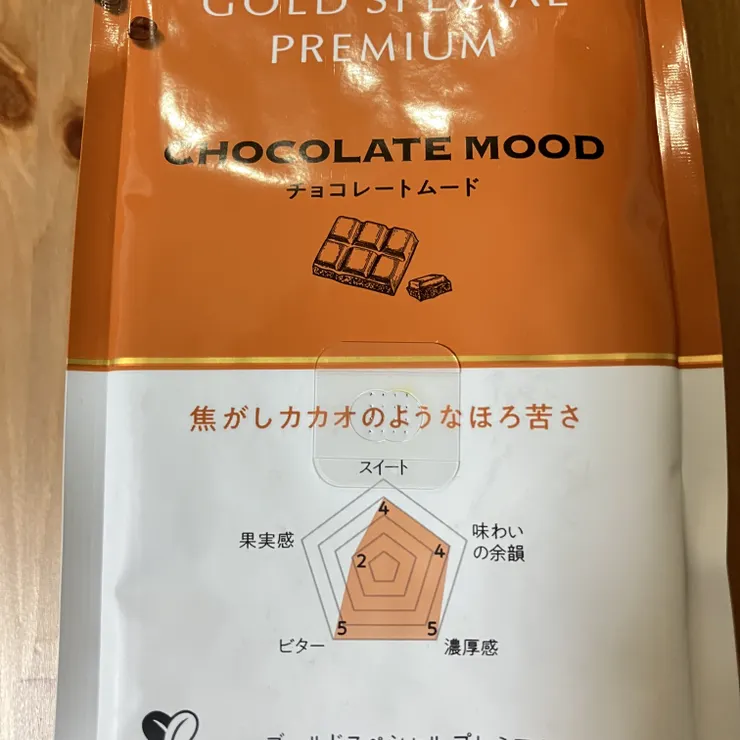 GOLD SPECIAL
PREMIUM
CHOCOLATE MOOD
チョコレートムード
焦がしカカオのようなほろ苦さ
スイート
4
果実感
味わい
の余韻
4
2
5
5
ビター
濃厚感